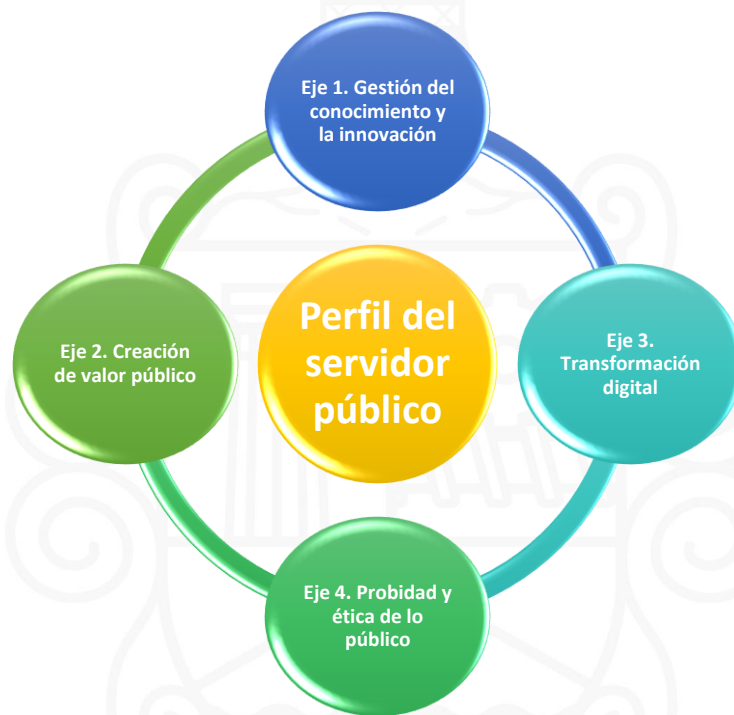 Eje 1. Gestión del
conocimiento y
la innovación
Perfil del
servidor
público
Eje 2. Creación
de valor público
Eje 3.
Transformación
digital
Eje 4. Probidad y
ética de lo
público